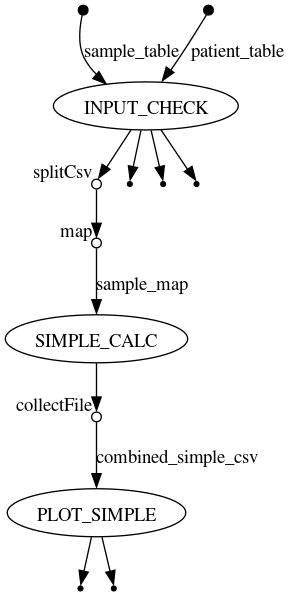 sample_table
patient_table
INPUT_CHECK
splitCsv
map
sample_map
SIMPLE_CALC
collectFile
combined_simple_csv
PLOT_SIMPLE